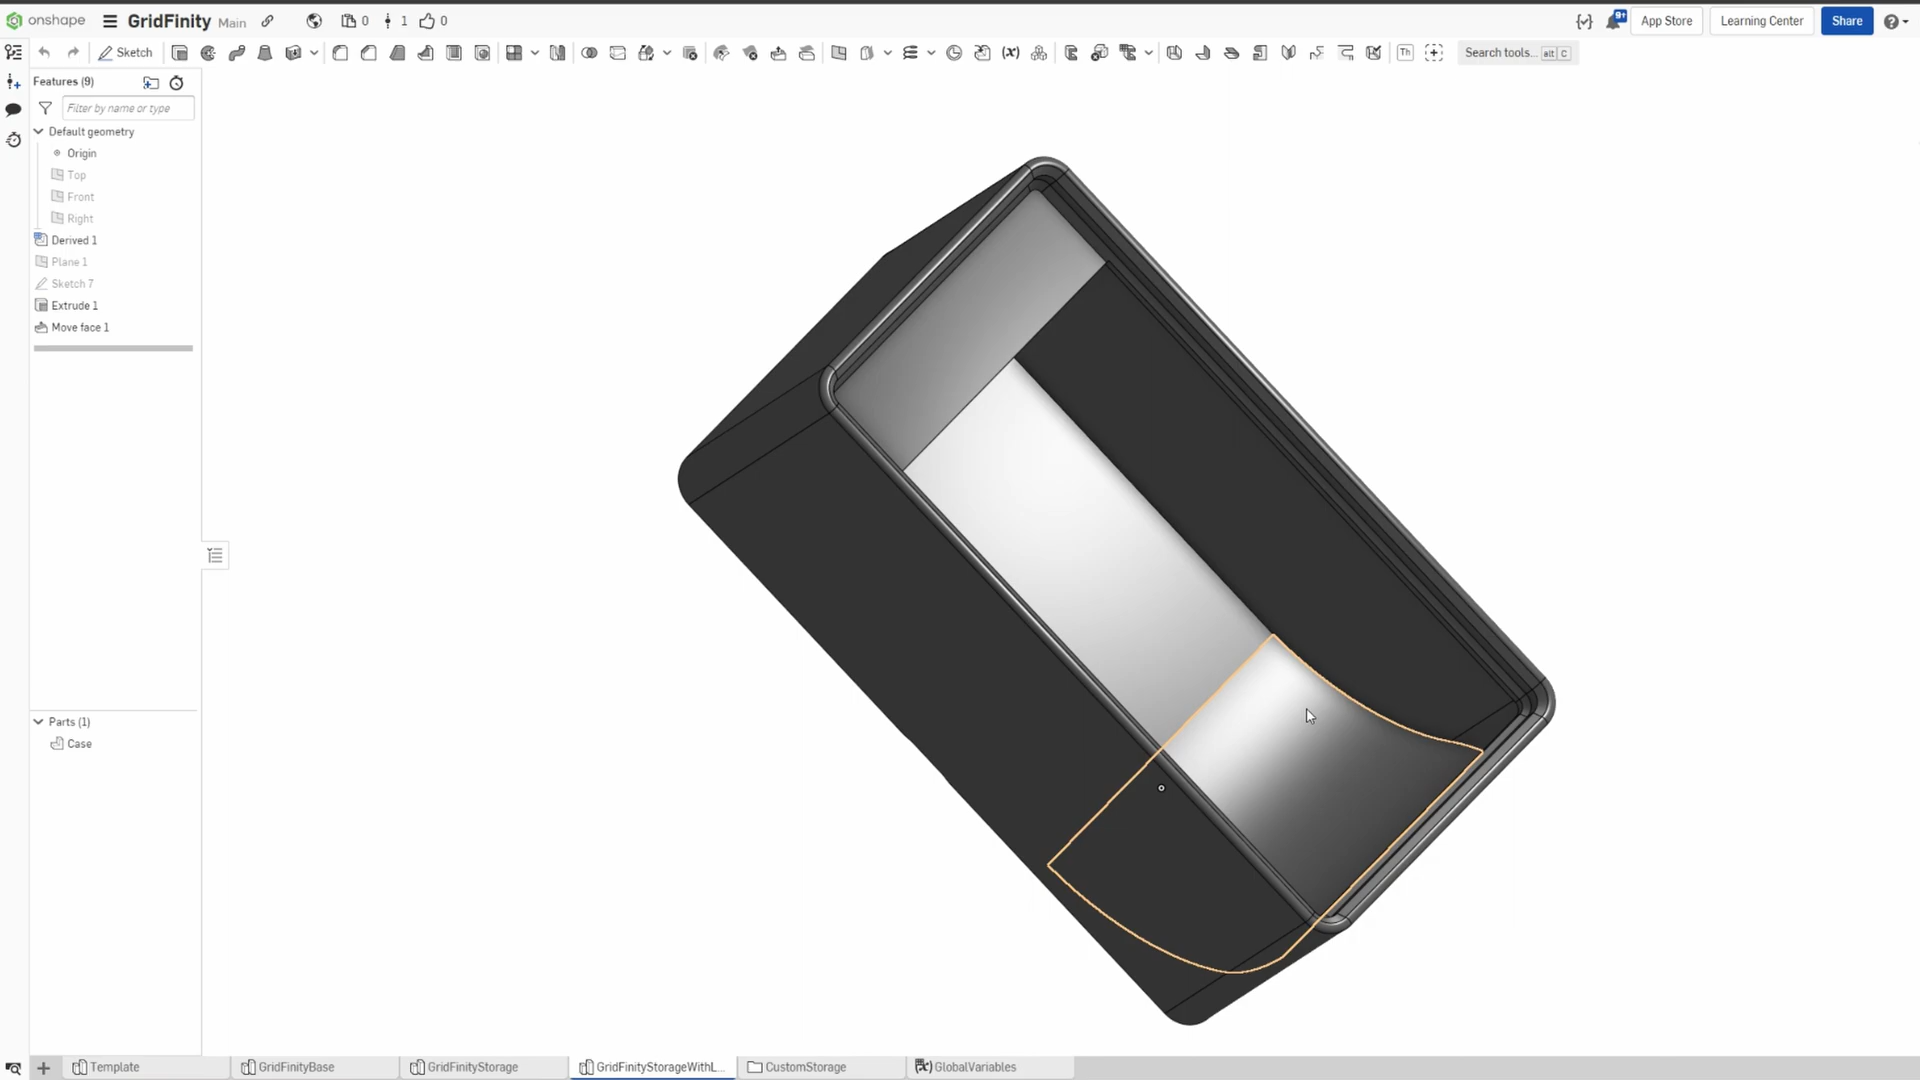 onshape GridFinity Main 0 1 0 9+ App Store Learning Center Share
Sketch (x) Th Search tools... alt C
Features (9)
Filter by name or type
Default geometry
Origin
Top
Front
Right
Derived 1
Plane 1
Sketch 7
Extrude 1
Move face 1
Parts (1)
Case
Template GridFinityBase GridFinityStorage GridFinityStorageWithL... CustomStorage GlobalVariables